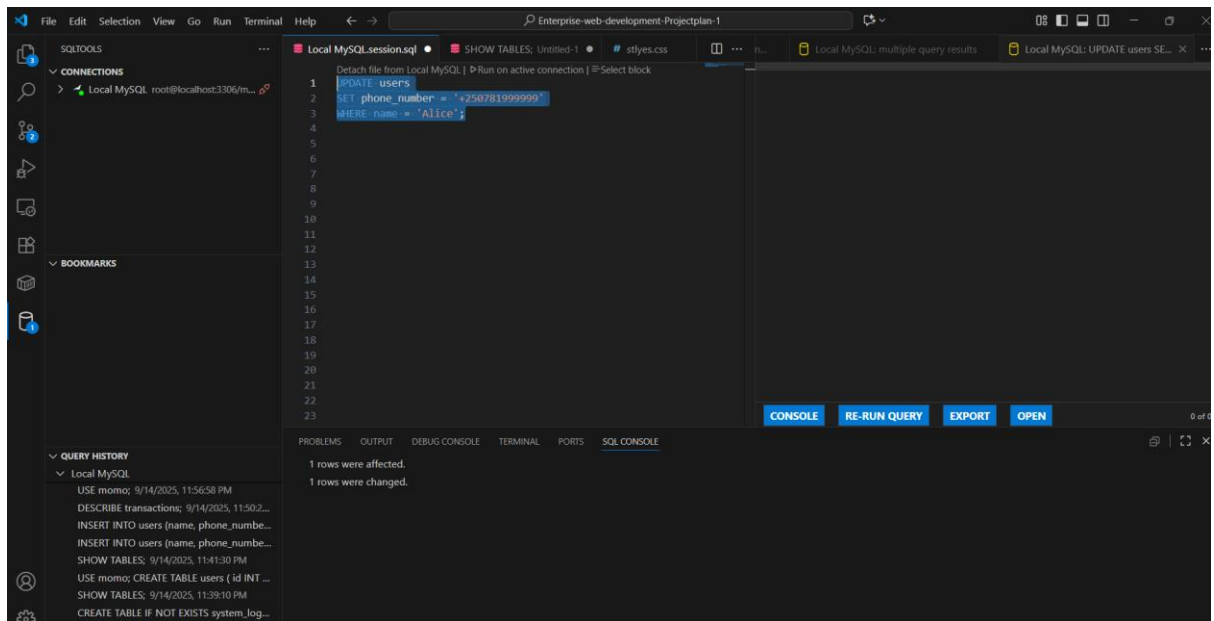 File Edit Selection View Go Run Terminal Help
Enterprise-web-development-Projectplan-1
SQLTOOLS
CONNECTIONS
Local MySQL root@localhost:3306/m...
BOOKMARKS
QUERY HISTORY
Local MySQL
USE momo; 9/14/2025, 11:56:58 PM
DESCRIBE transactions; 9/14/2025, 11:50:2...
INSERT INTO users (name, phone_numbe...
INSERT INTO users (name, phone_numbe...
SHOW TABLES; 9/14/2025, 11:41:30 PM
USE momo; CREATE TABLE users ( id INT ...
SHOW TABLES; 9/14/2025, 11:39:10 PM
CREATE TABLE IF NOT EXISTS system_log...
3
2
1
Local MySQL.session.sql
SHOW TABLES; Untitled-1
# stlyes.css
Detach file from Local MySQL | Run on active connection | Select block
1 UPDATE users
2 SET phone_number = '+250781999999'
3 WHERE name = 'Alice';
4
5
6
7
8
9
10
11
12
13
14
15
16
17
18
19
20
21
22
23
n...
Local MySQL: multiple query results
Local MySQL: UPDATE users SE...
CONSOLE RE-RUN QUERY EXPORT OPEN
0 of 0
PROBLEMS OUTPUT DEBUG CONSOLE TERMINAL PORTS SQL CONSOLE
1 rows were affected.
1 rows were changed.